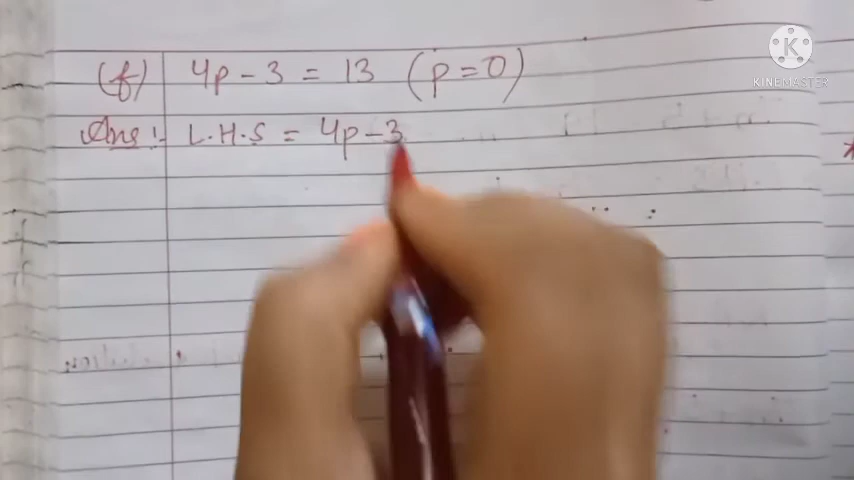 K
KINEMASTER
(f) 4p - 3 = 13 (p = 0)
Ans :- L.H.S = 4p - 3